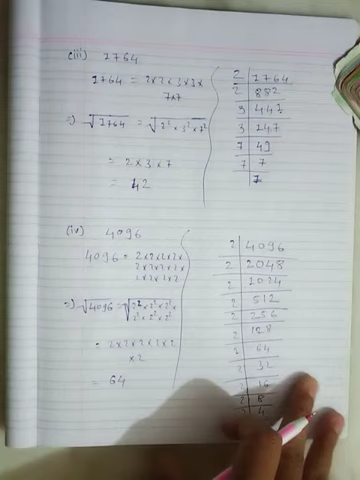 (iii) 1764
1764 = 2×2×3×3×
7×7
⇒ √1764 = √2²×3²×7²
= 2×3×7
= 42
2 | 1764
2 | 882
3 | 441
3 | 147
7 | 49
7 | 7
(iv) 4096
4096 = 2×2×2×2×
2×2×2×2×
2×2×2×2
⇒ √4096 = √2²×2²×2²×
2²×2²×2²
= 2×2×2×2×2
×2
= 64
2 | 4096
2 | 2048
2 | 1024
2 | 512
2 | 256
2 | 128
2 | 64
2 | 32
2 | 16
2 | 8
2 | 4